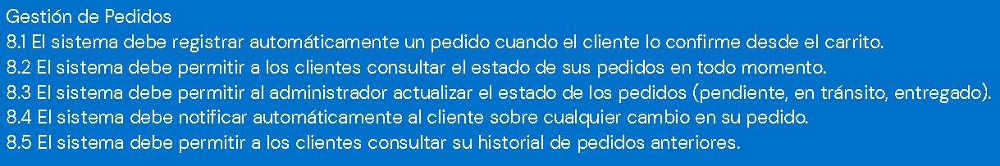 Gestión de Pedidos
8.1 El sistema debe registrar automáticamente un pedido cuando el cliente lo confirme desde el carrito.
8.2 El sistema debe permitir a los clientes consultar el estado de sus pedidos en todo momento.
8.3 El sistema debe permitir al administrador actualizar el estado de los pedidos (pendiente, en tránsito, entregado).
8.4 El sistema debe notificar automáticamente al cliente sobre cualquier cambio en su pedido.
8.5 El sistema debe permitir a los clientes consultar su historial de pedidos anteriores.